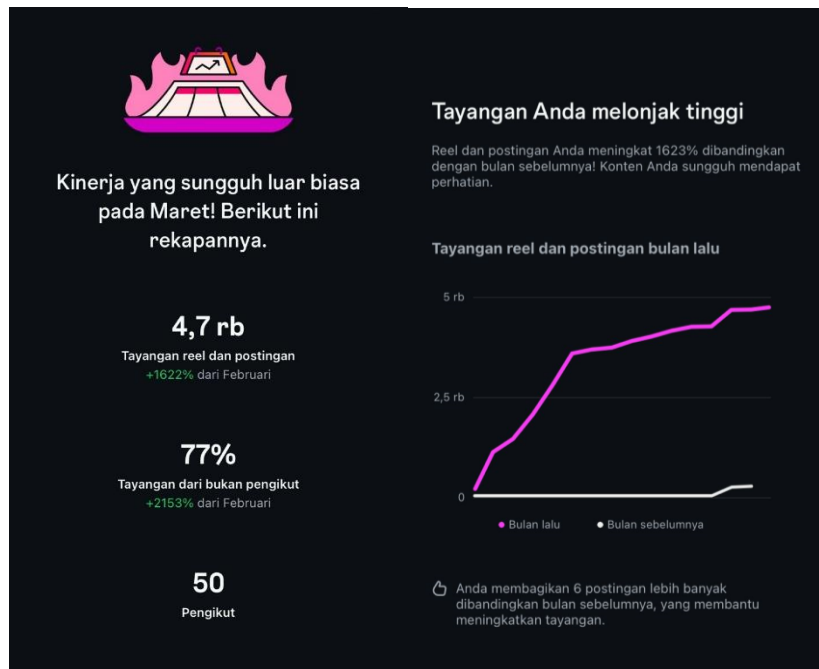 Kinerja yang sungguh luar biasa
pada Maret! Berikut ini
rekapannya.
4,7 rb
Tayangan reel dan postingan
+1622% dari Februari
77%
Tayangan dari bukan pengikut
+2153% dari Februari
50
Pengikut
Tayangan Anda melonjak tinggi
Reel dan postingan Anda meningkat 1623% dibandingkan
dengan bulan sebelumnya! Konten Anda sungguh mendapat
perhatian.
Tayangan reel dan postingan bulan lalu
5 rb
2,5 rb
0
Bulan lalu
Bulan sebelumnya
Anda membagikan 6 postingan lebih banyak
dibandingkan bulan sebelumnya, yang membantu
meningkatkan tayangan.